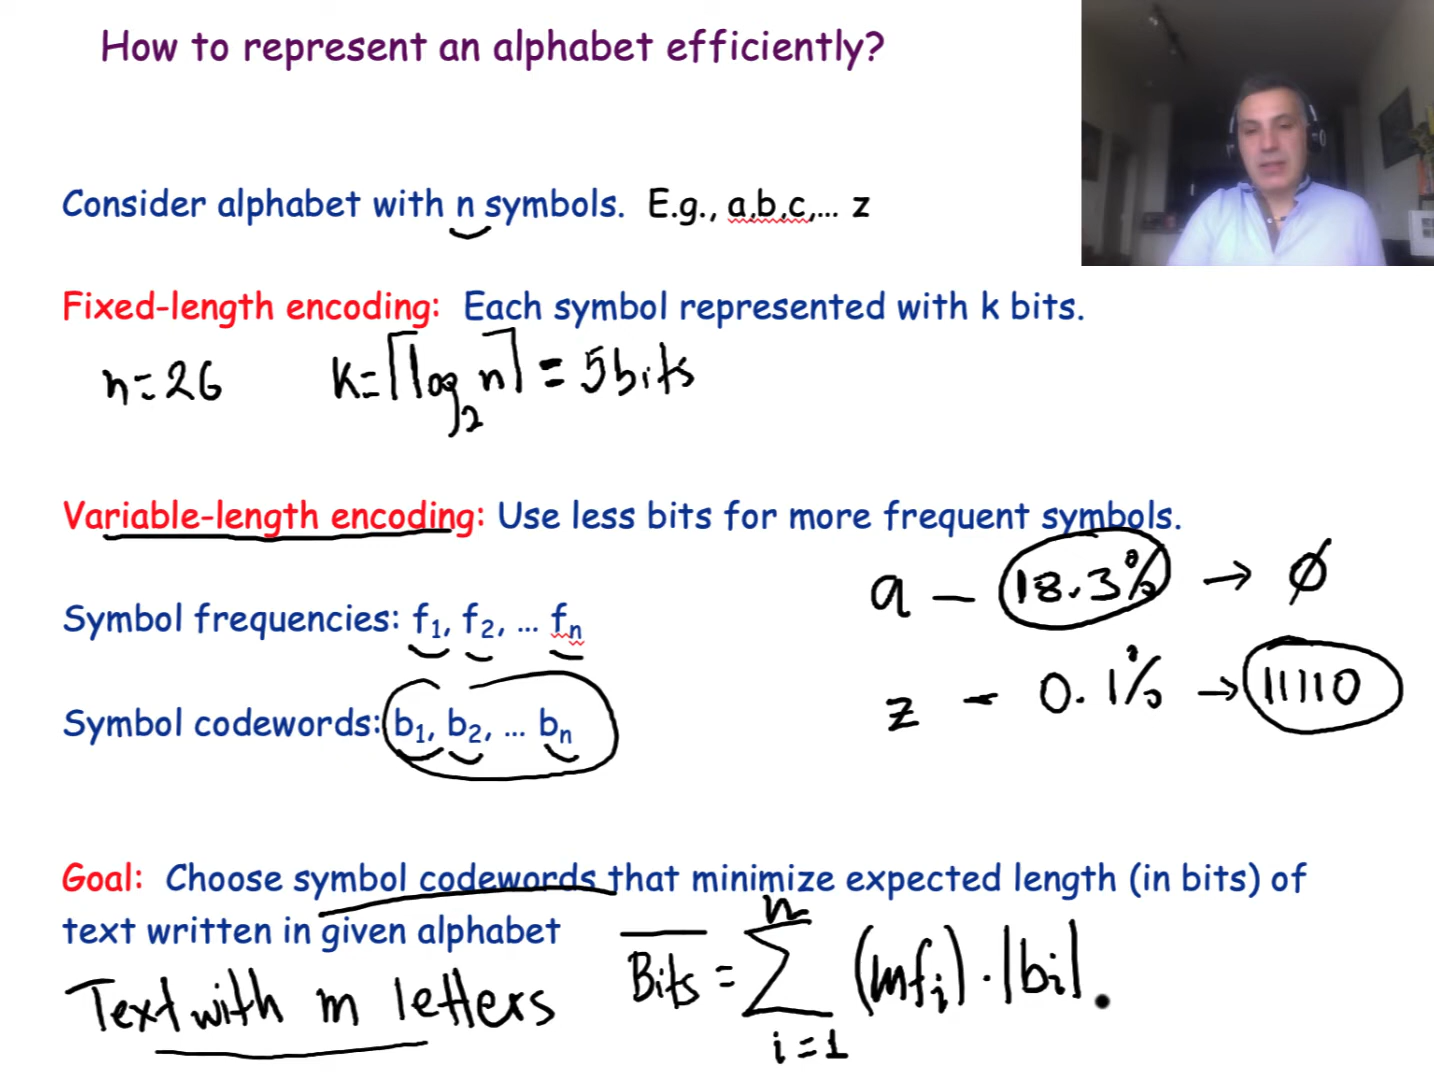 How to represent an alphabet efficiently?
Consider alphabet with n symbols. E.g., a,b,c,... z
Fixed-length encoding: Each symbol represented with k bits.
n=26 k=⌈log₂n⌉ = 5bits
Variable-length encoding: Use less bits for more frequent symbols.
a – 18.3% → 0
Symbol frequencies: f₁, f₂, ... fₙ
z - 0.1% → 11110
Symbol codewords: b₁, b₂, ... bₙ
Goal: Choose symbol codewords that minimize expected length (in bits) of
text written in given alphabet
Text with m letters
Bits = ∑ᵢ₌₁ⁿ (mfᵢ)·|bᵢ|